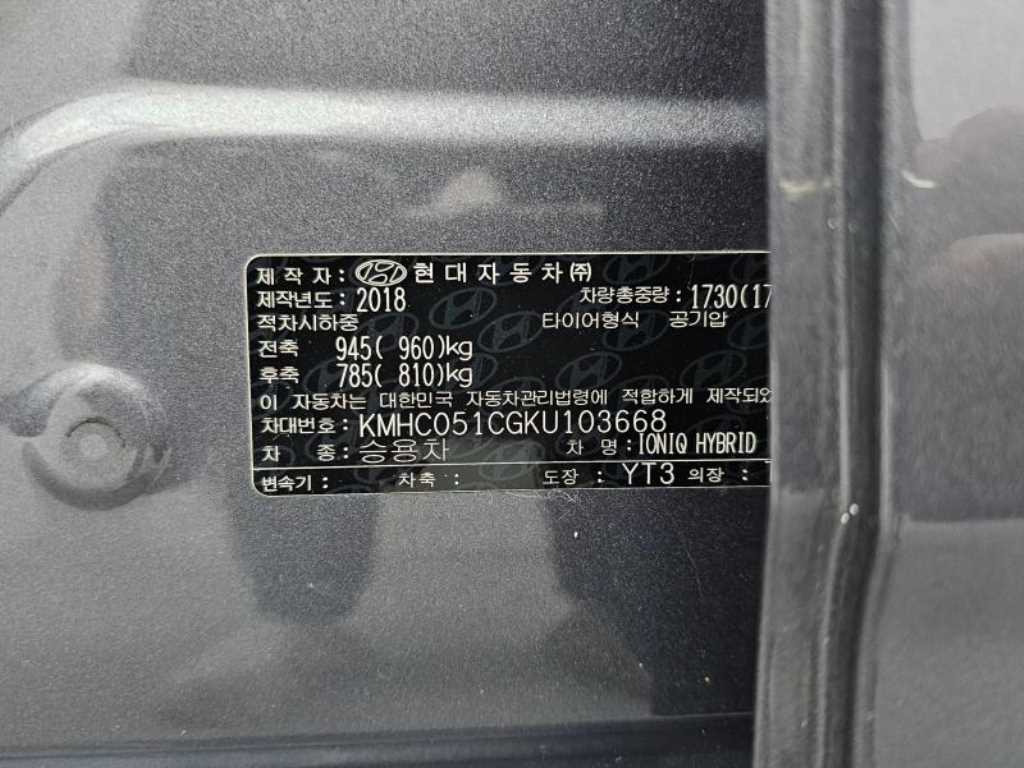 제 작 자 : 현대자동차㈜
제작년도 : 2018 차량총중량 : 1730(17
적차시하중 타이어형식 공기압
전축 945( 960)kg
후축 785( 810)kg
이 자동차는 대한민국 자동차관리법령에 적합하게 제작되었
차대번호 : KMHC051CGKU103668
차 종 : 승용차 차 명 : IONIQ HYBRID
변속기 : 차축 : 도장 : YT3 의장 :